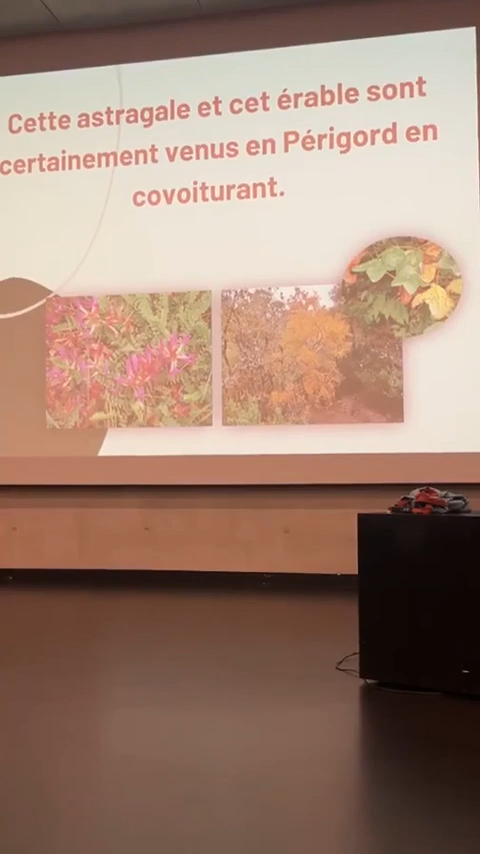 Cette astragale et cet érable sont
certainement venus en Périgord en
covoiturant.